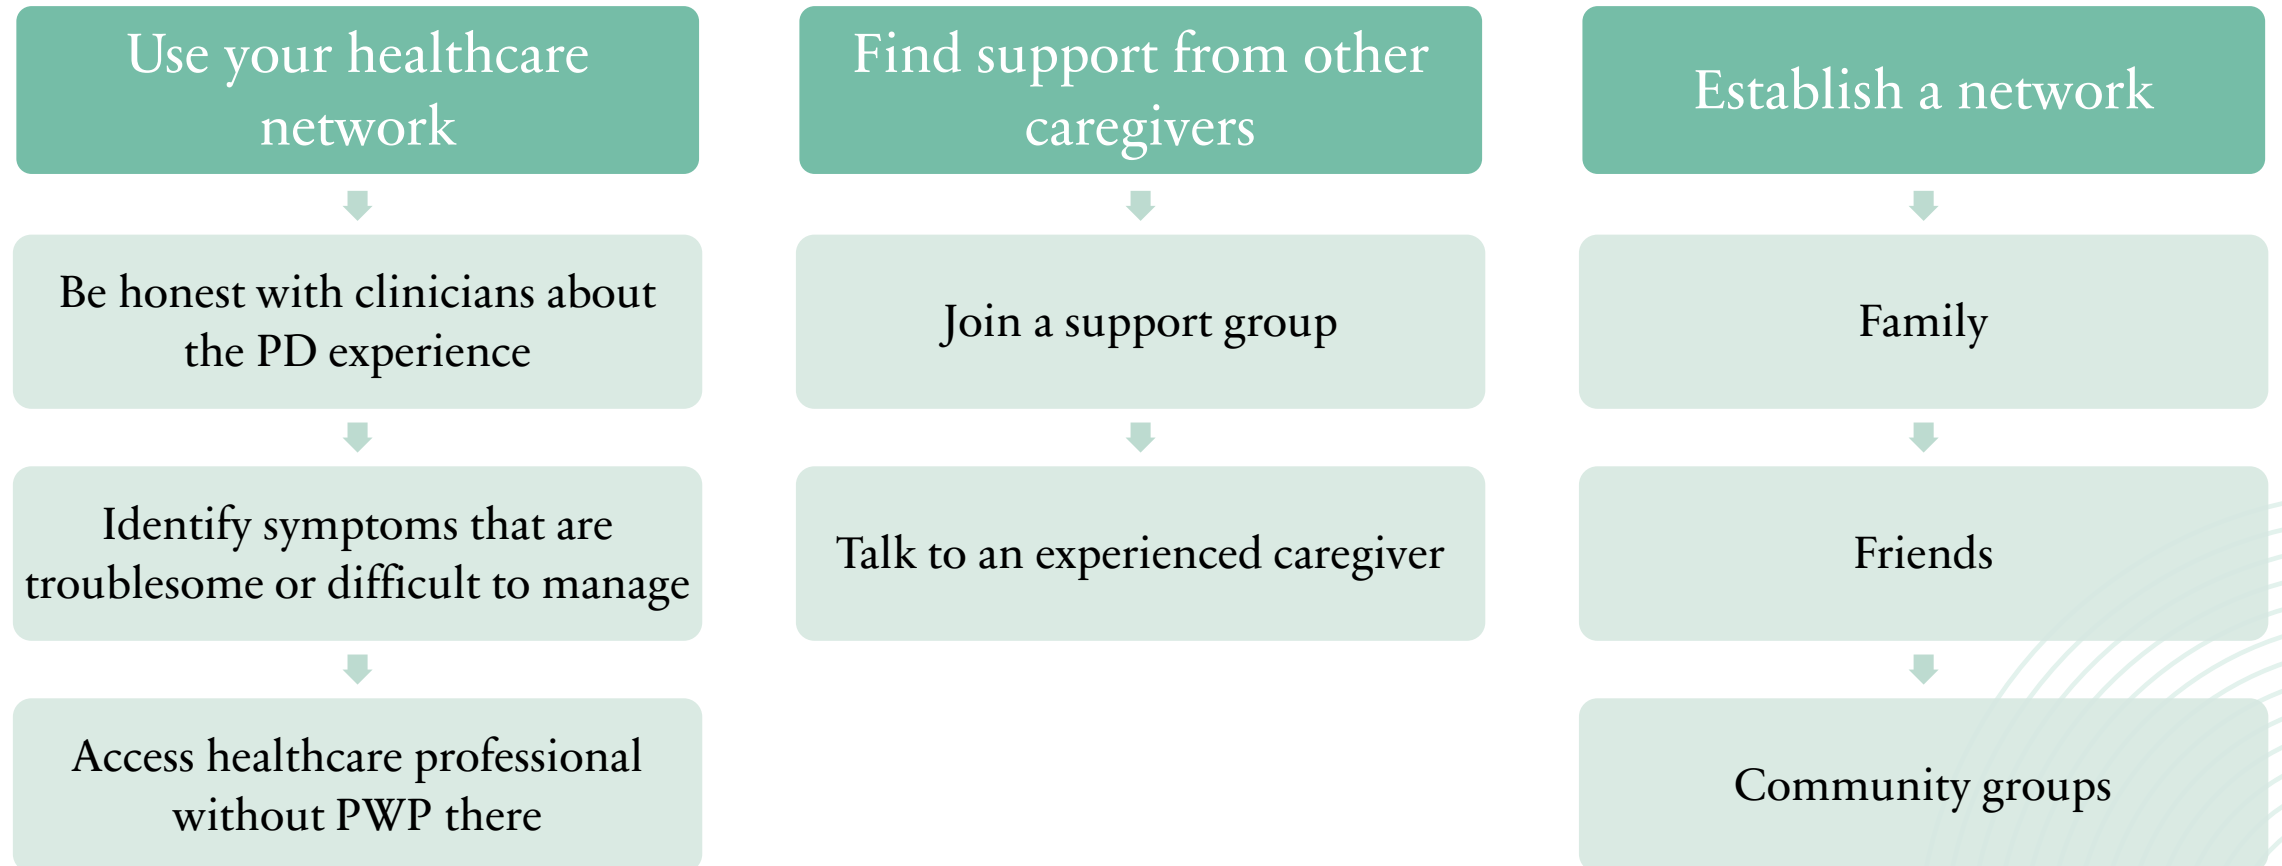 Use your healthcare
network
Be honest with clinicians about
the PD experience
Identify symptoms that are
troublesome or difficult to manage
Access healthcare professional
without PWP there
Find support from other
caregivers
Join a support group
Talk to an experienced caregiver
Establish a network
Family
Friends
Community groups